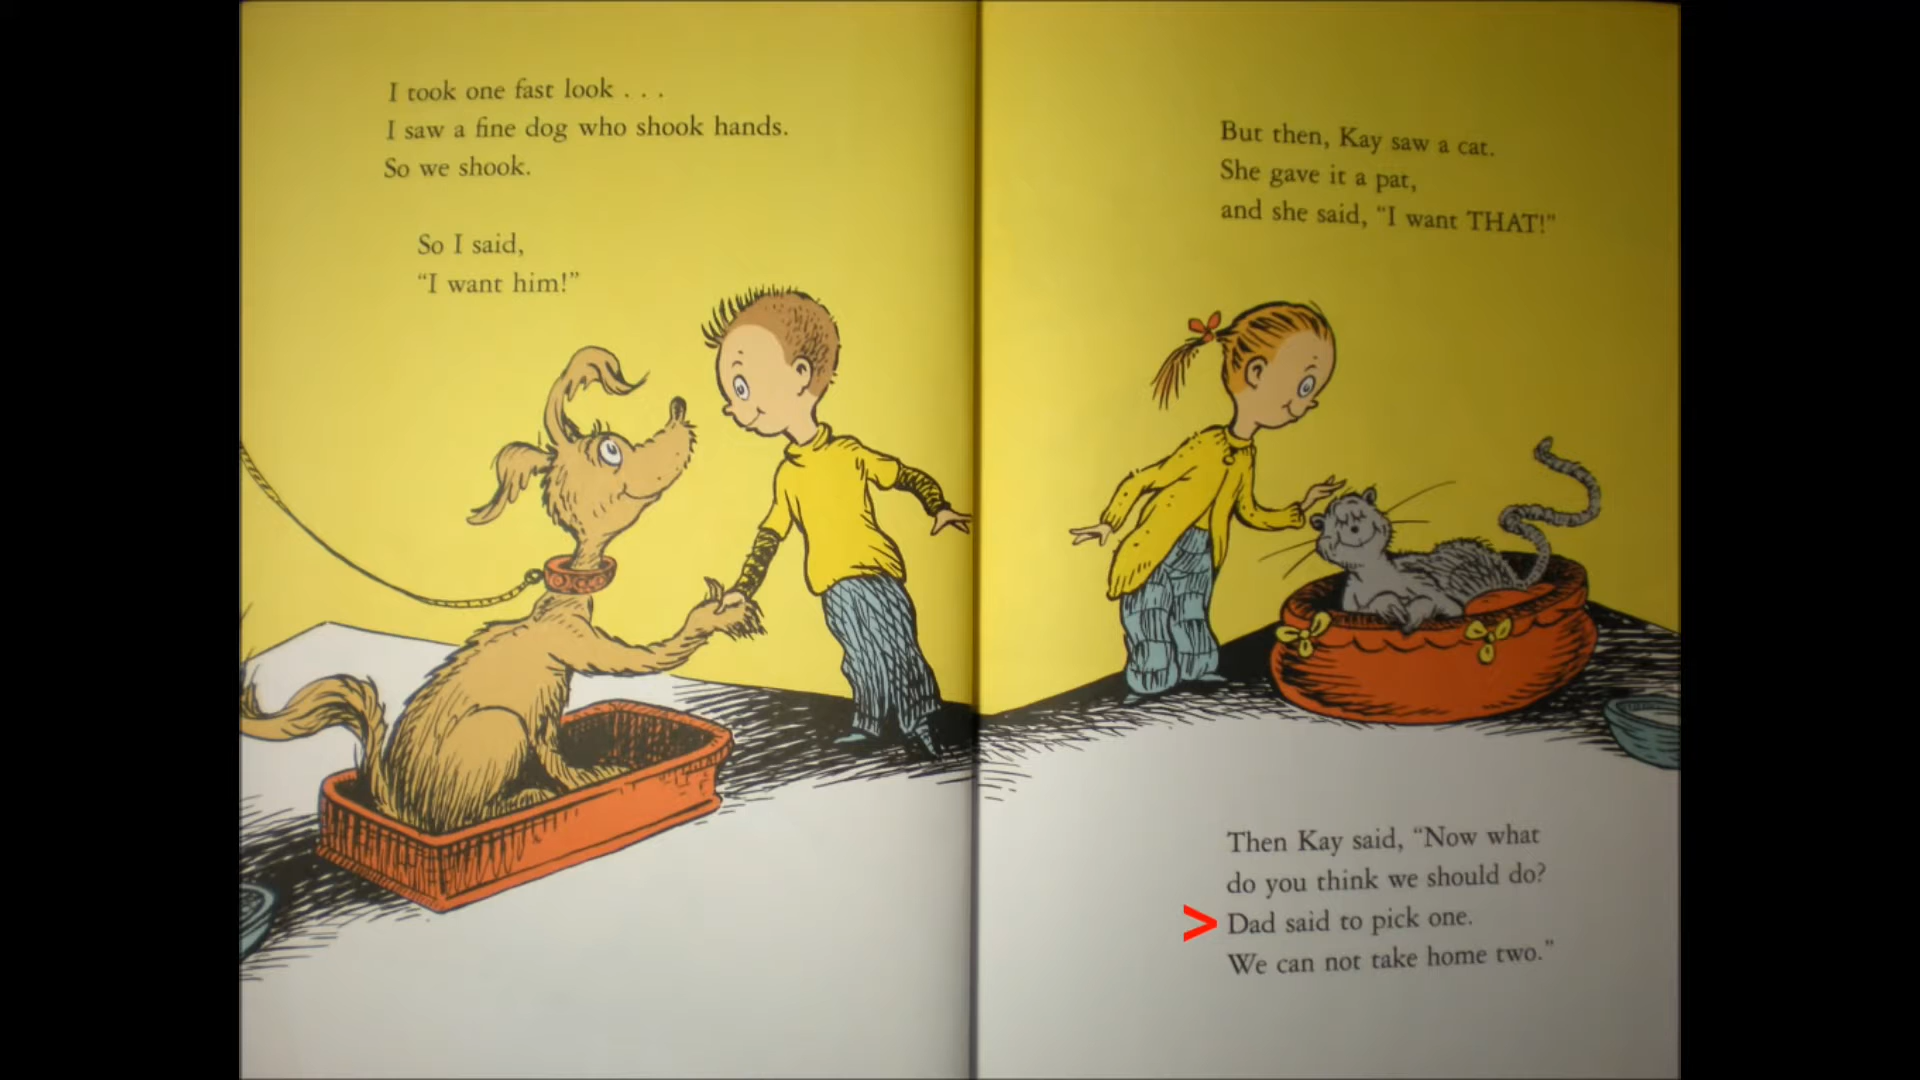 I took one fast look . . .
I saw a fine dog who shook hands.
So we shook.
So I said,
“I want him!”
But then, Kay saw a cat.
She gave it a pat,
and she said, “I want THAT!”
Then Kay said, “Now what
do you think we should do?
> Dad said to pick one.
We can not take home two.”